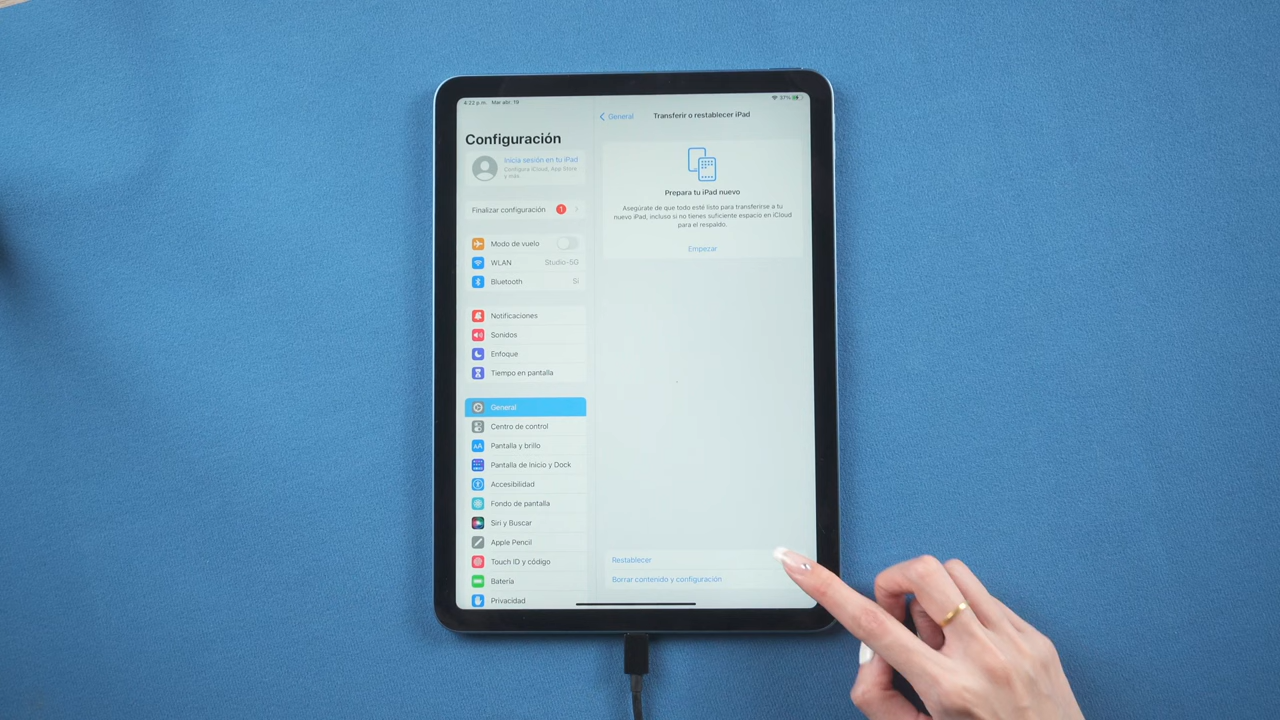 4:22 p.m. Mar abr. 19
37%
Configuración
Inicia sesión en tu iPad
Configura iCloud, App Store
y más.
Finalizar configuración 1
Modo de vuelo
WLAN Studio-5G
Bluetooth Sí
Notificaciones
Sonidos
Enfoque
Tiempo en pantalla
General
Centro de control
AA Pantalla y brillo
Pantalla de Inicio y Dock
Accesibilidad
Fondo de pantalla
Siri y Buscar
Apple Pencil
Touch ID y código
Batería
Privacidad
General
Transferir o restablecer iPad
Prepara tu iPad nuevo
Asegúrate de que todo esté listo para transferirse a tu
nuevo iPad, incluso si no tienes suficiente espacio en iCloud
para el respaldo.
Empezar
Restablecer
Borrar contenido y configuración